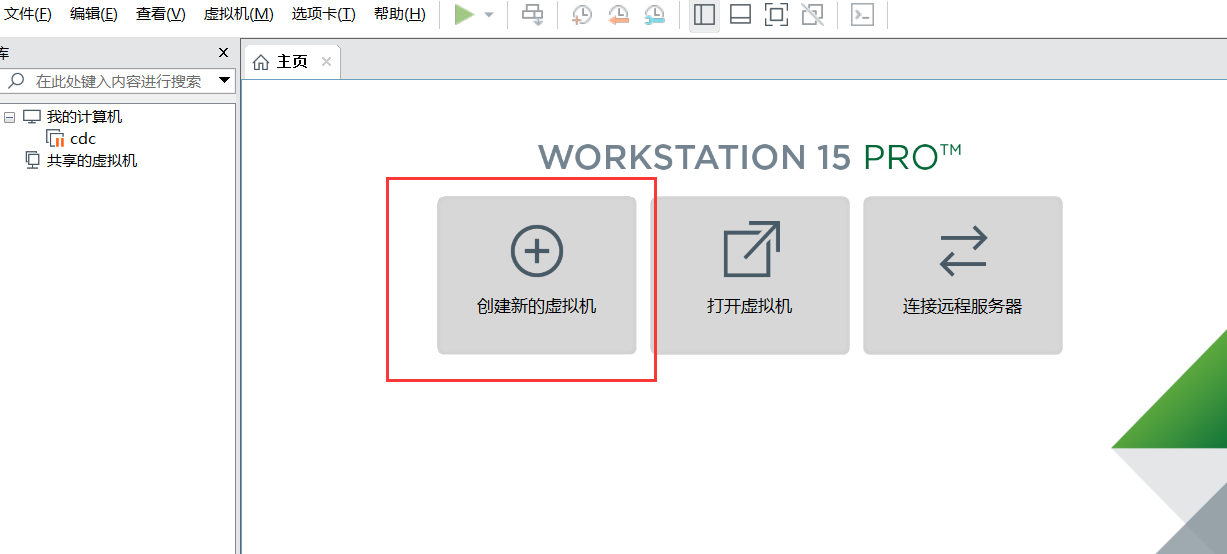 文件(F) 编辑(E) 查看(V) 虚拟机(M) 选项卡(T) 帮助(H)
库
主页
在此处键入内容进行搜索
我的计算机
cdc
共享的虚拟机
WORKSTATION 15 PRO™
创建新的虚拟机 打开虚拟机 连接远程服务器